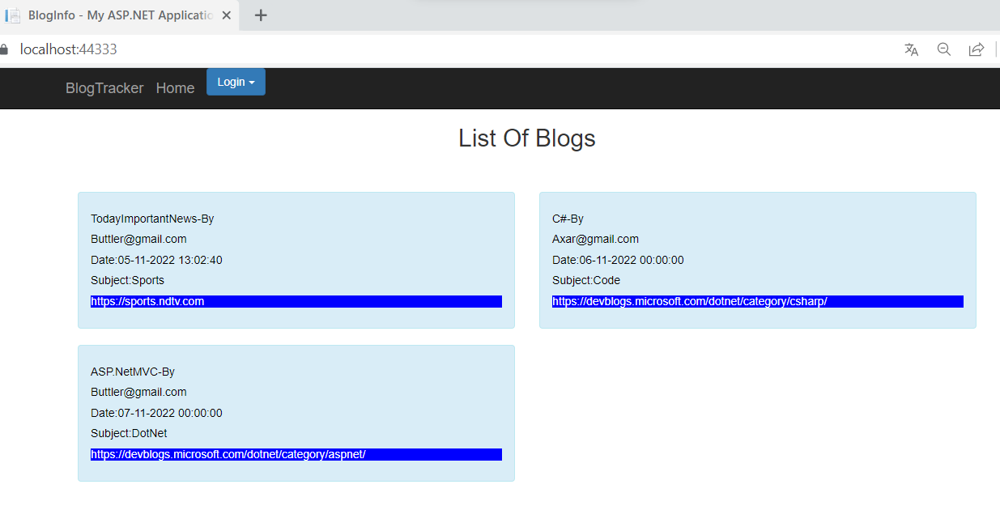 BlogInfo - My ASP.NET Applicatio
localhost:44333
BlogTracker Home Login
List Of Blogs
TodayImportantNews-By
Buttler@gmail.com
Date:05-11-2022 13:02:40
Subject:Sports
https://sports.ndtv.com
C#-By
Axar@gmail.com
Date:06-11-2022 00:00:00
Subject:Code
https://devblogs.microsoft.com/dotnet/category/csharp/
ASP.NetMVC-By
Buttler@gmail.com
Date:07-11-2022 00:00:00
Subject:DotNet
https://devblogs.microsoft.com/dotnet/category/aspnet/